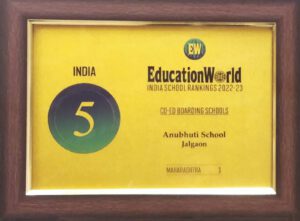 EW
INDIA
5
EducationWorld
INDIA SCHOOL RANKINGS 2022-23
CO-ED BOARDING SCHOOLS
Anubhuti School
Jalgaon
MAHARASHTRA 1